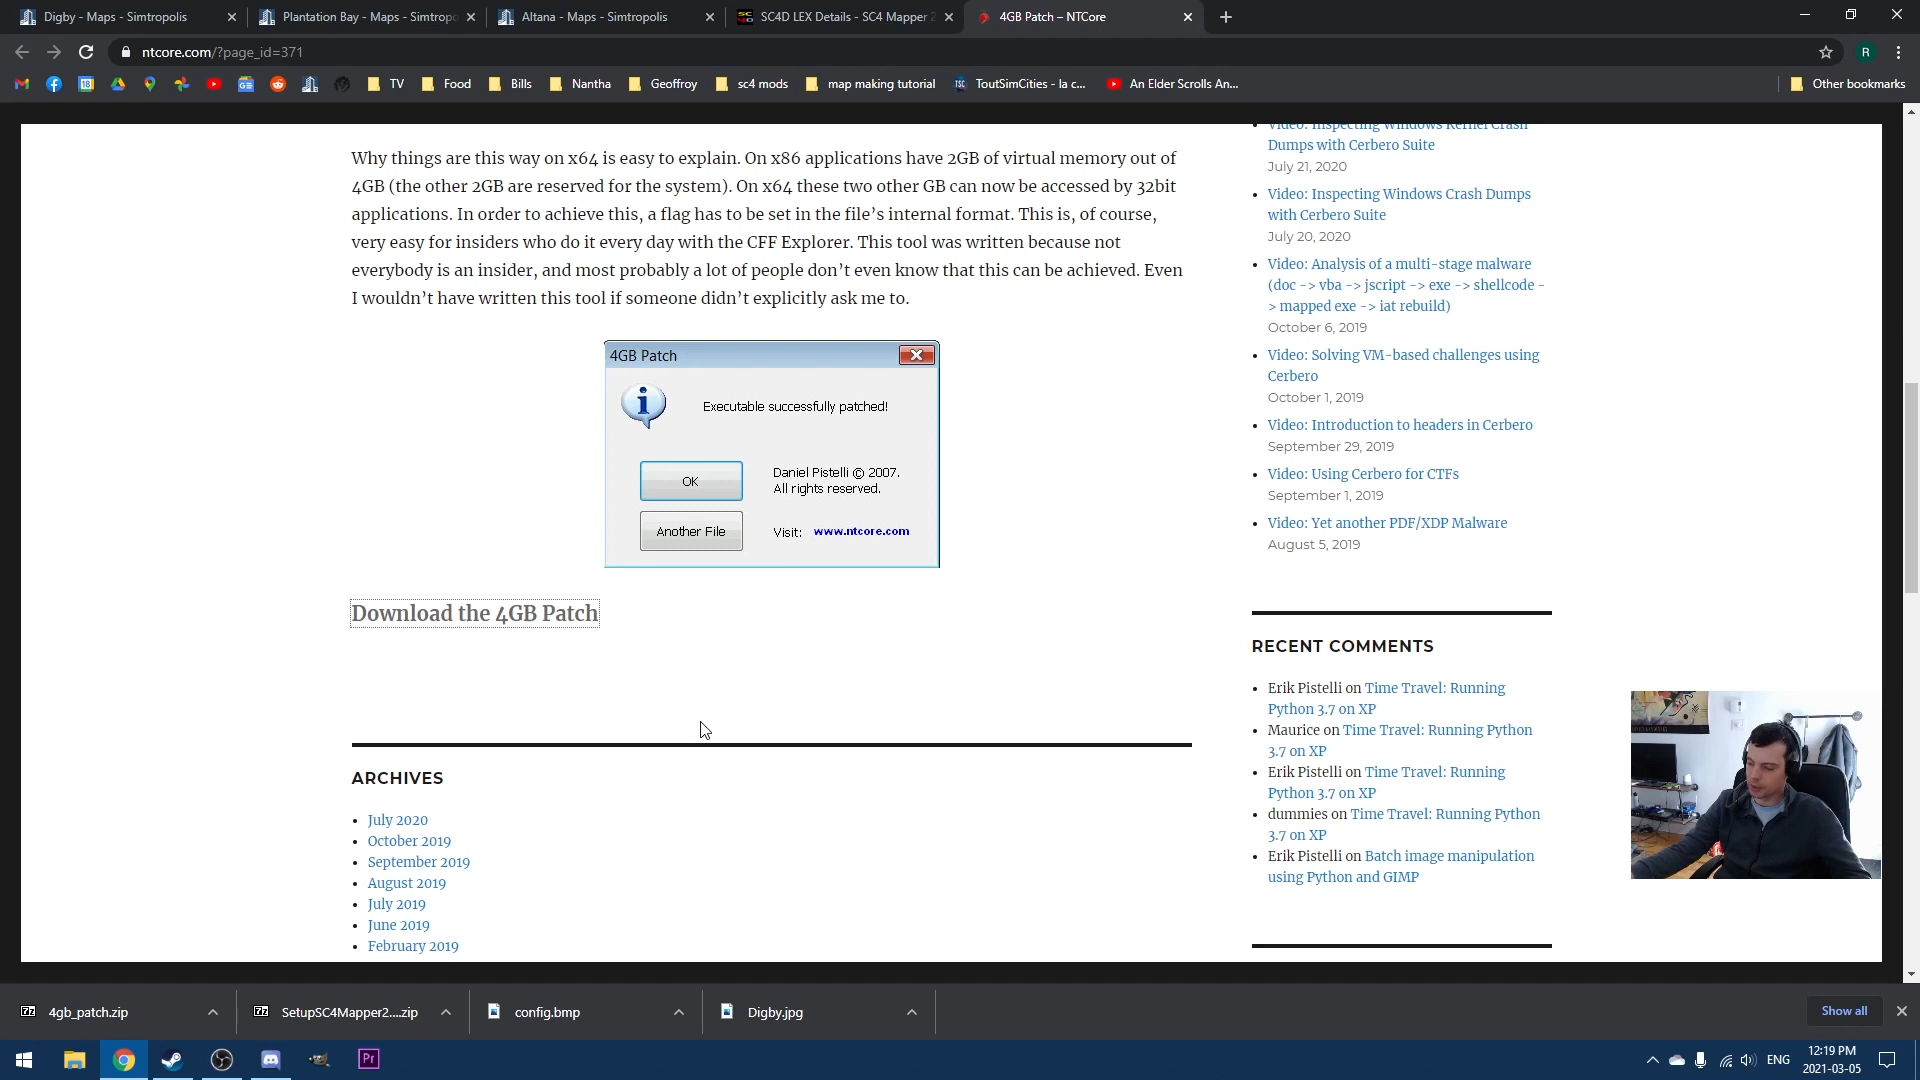 Digby - Maps - Simtropolis
Plantation Bay - Maps - Simtrop
Altana - Maps - Simtropolis
SC4D LEX Details - SC4 Mapper 2
4GB Patch – NTCore
ntcore.com/?page_id=371
R
TV
Food
Bills
Nantha
Geoffroy
sc4 mods
map making tutorial
ToutSimCities - la c...
An Elder Scrolls An...
Other bookmarks
Why things are this way on x64 is easy to explain. On x86 applications have 2GB of virtual memory out of
4GB (the other 2GB are reserved for the system). On x64 these two other GB can now be accessed by 32bit
applications. In order to achieve this, a flag has to be set in the file’s internal format. This is, of course,
very easy for insiders who do it every day with the CFF Explorer. This tool was written because not
everybody is an insider, and most probably a lot of people don’t even know that this can be achieved. Even
I wouldn’t have written this tool if someone didn’t explicitly ask me to.
4GB Patch
Executable successfully patched!
OK
Daniel Pistelli © 2007.
All rights reserved.
Another File
Visit: www.ntcore.com
Download the 4GB Patch
ARCHIVES
July 2020
October 2019
September 2019
August 2019
July 2019
June 2019
February 2019
Video: Inspecting Windows Kernel Crash
Dumps with Cerbero Suite
July 21, 2020
Video: Inspecting Windows Crash Dumps
with Cerbero Suite
July 20, 2020
Video: Analysis of a multi-stage malware
(doc -> vba -> jscript -> exe -> shellcode -
> mapped exe -> iat rebuild)
October 6, 2019
Video: Solving VM-based challenges using
Cerbero
October 1, 2019
Video: Introduction to headers in Cerbero
September 29, 2019
Video: Using Cerbero for CTFs
September 1, 2019
Video: Yet another PDF/XDP Malware
August 5, 2019
RECENT COMMENTS
Erik Pistelli on Time Travel: Running
Python 3.7 on XP
Maurice on Time Travel: Running Python
3.7 on XP
Erik Pistelli on Time Travel: Running
Python 3.7 on XP
dummies on Time Travel: Running Python
3.7 on XP
Erik Pistelli on Batch image manipulation
using Python and GIMP
4gb_patch.zip
SetupSC4Mapper2....zip
config.bmp
Digby.jpg
Show all
Pr
ENG
12:19 PM
2021-03-05